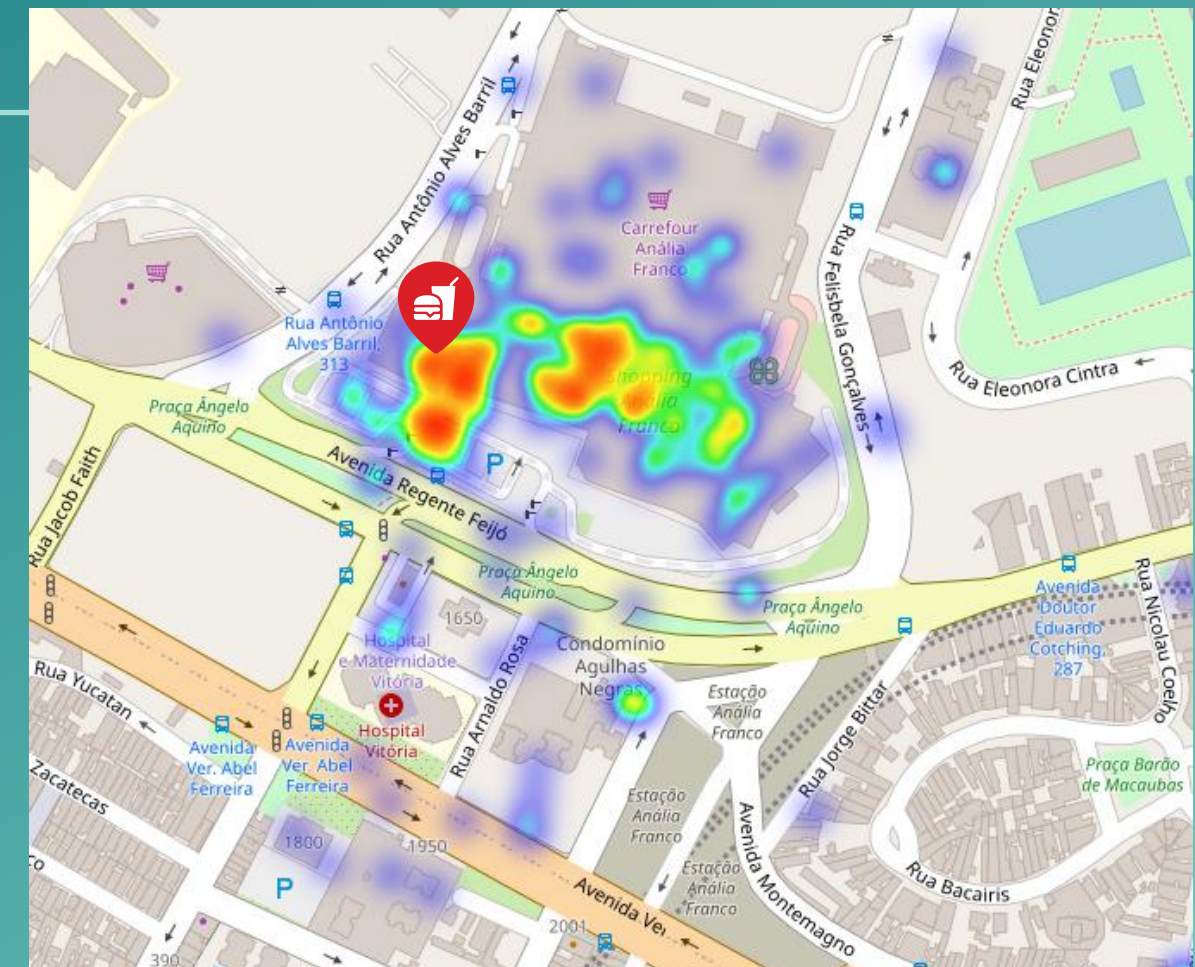 Rua Antônio Alves Barril
Rua Eleonor
Carrefour
Anália
Franco
Rua Felisbela Gonçalves
Rua Antônio
Alves Barril,
313
Rua Eleonora Cintra
Praça Ângelo
Aquino
Shopping
Anália
Franco
Rua Jacob Faith
Avenida Regente Feijó
P
Praça Ângelo
Aquino
Praça Ângelo
Aquino
Avenida
Doutor
Eduardo
Cotching,
287
Rua Nicolau Coelho
1650
Hospital
e Maternidade
Vitória
Hospital
Vitória
Condomínio
Agulhas
Negras
Rua Arnaldo Rosa
Estação
Anália
Franco
Rua Jorge Bittar
Rua Yucatan
Avenida
Ver. Abel
Ferreira
Avenida
Ver. Abel
Ferreira
Praça Barão
de Macaubas
Zacatecas
Estação
Anália
Franco
Avenida Montemagno
1800
1950
co
P
Estação
Anália
Franco
Rua Bacairis
Avenida Ver.
2001
390